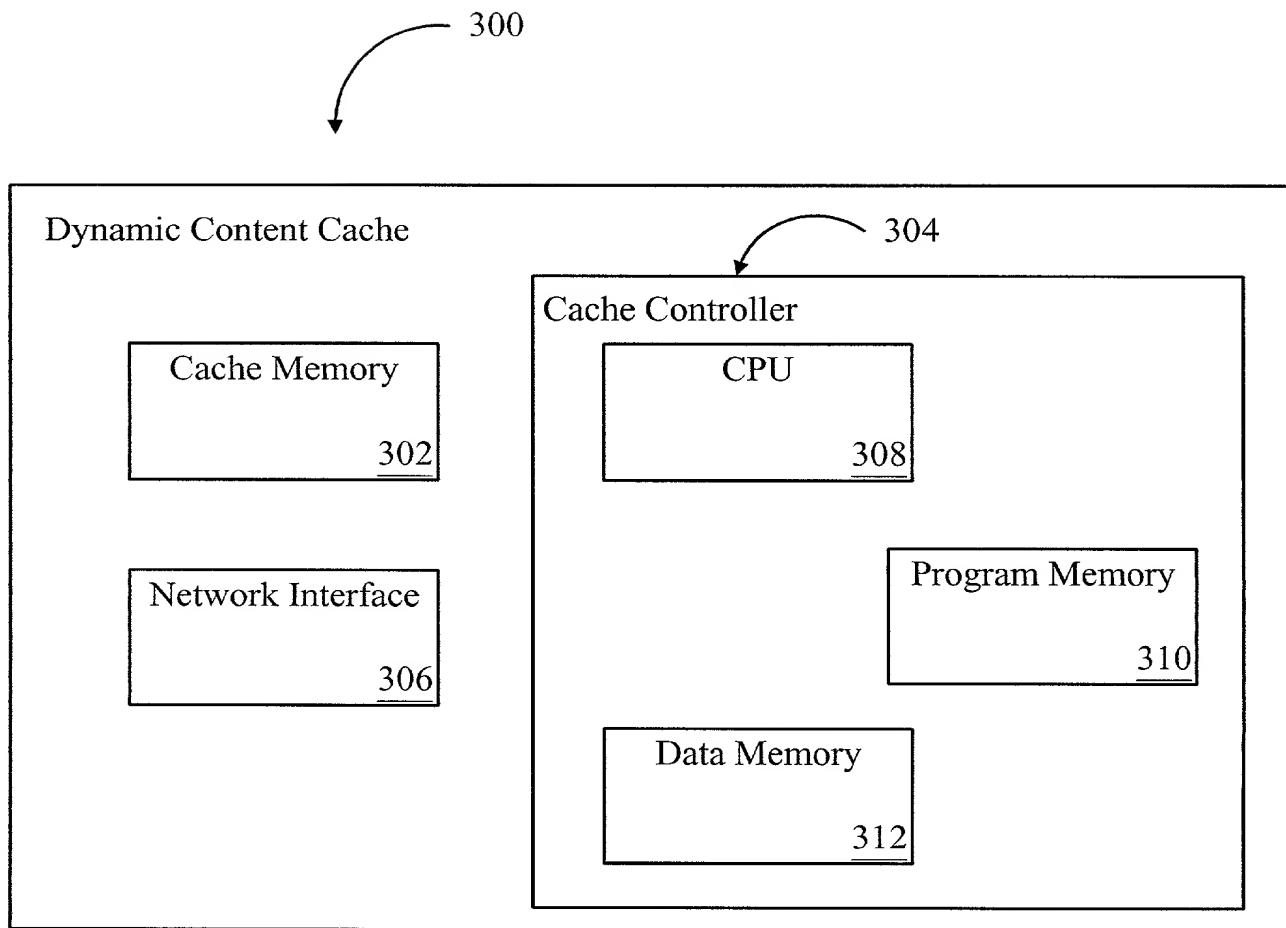 300
Dynamic Content Cache
304
Cache Controller
Cache Memory
302
CPU
308
Network Interface
306
Program Memory
310
Data Memory
312